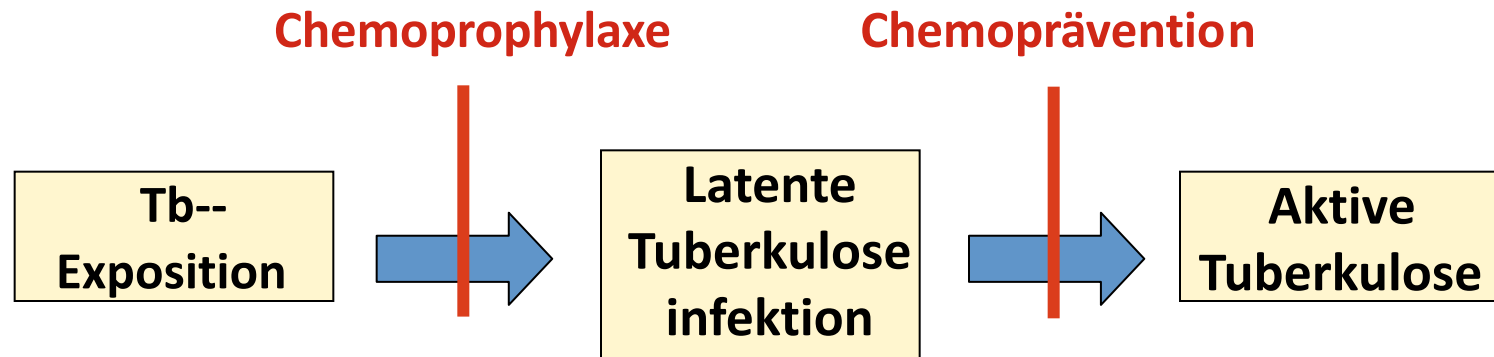 Chemoprophylaxe
Chemoprävention
Tb--
Exposition
Latente
Tuberkulose
infektion
Aktive
Tuberkulose